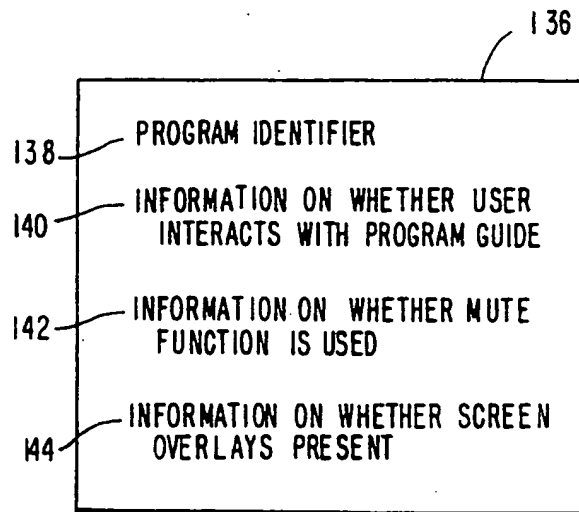 136
138 PROGRAM IDENTIFIER
140 INFORMATION ON WHETHER USER
INTERACTS WITH PROGRAM GUIDE
142 INFORMATION ON WHETHER MUTE
FUNCTION IS USED
144 INFORMATION ON WHETHER SCREEN
OVERLAYS PRESENT